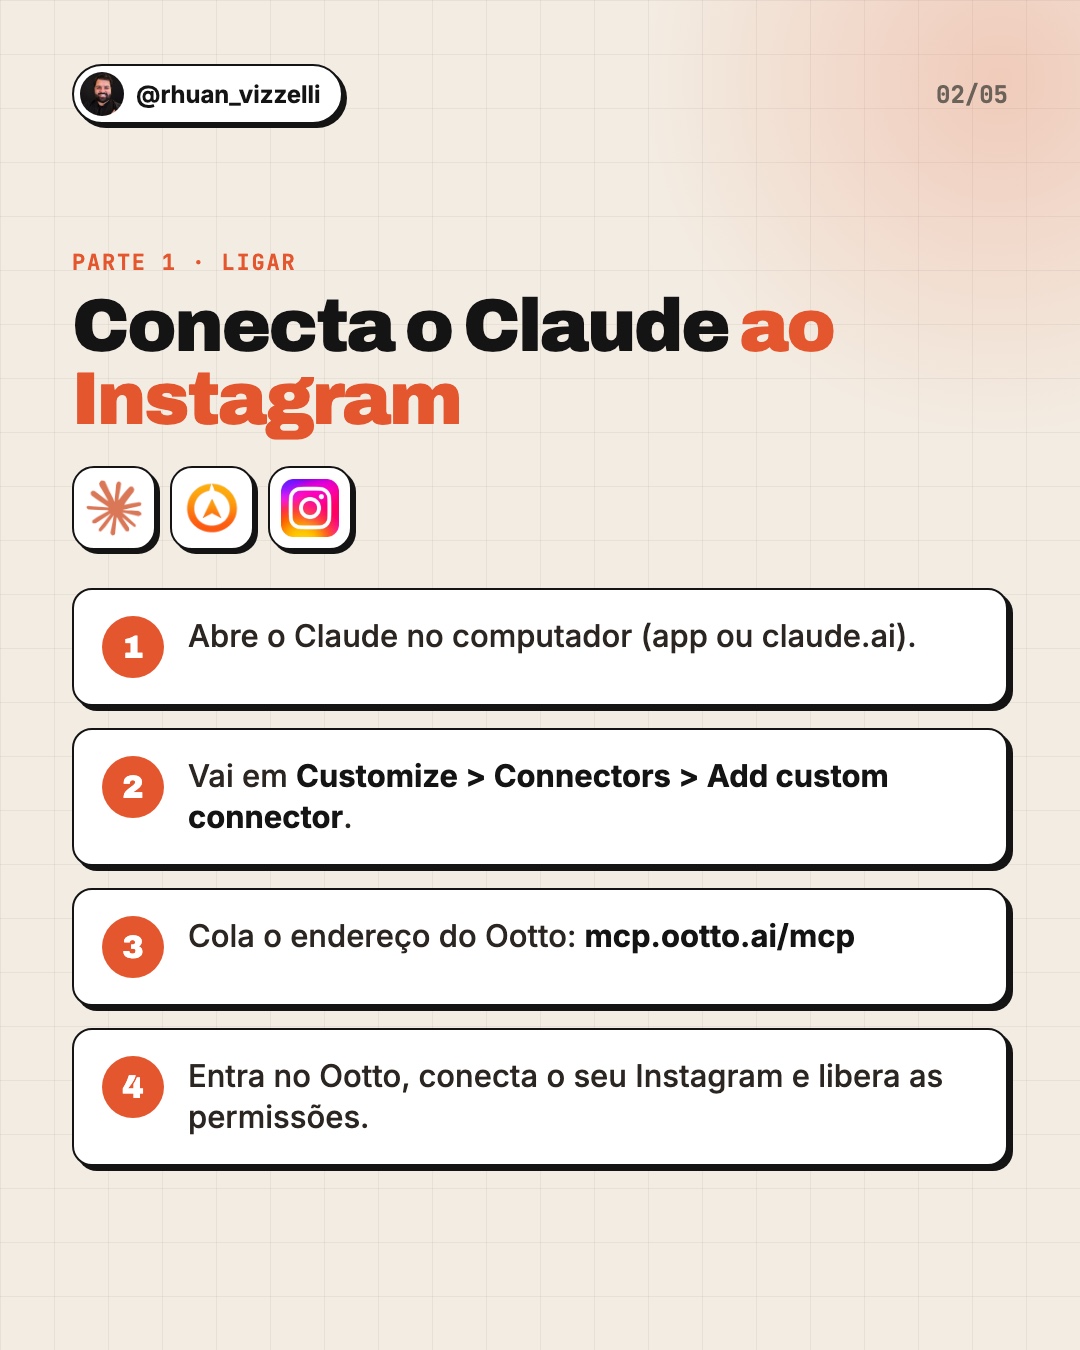 @rhuan_vizzelli
02/05
PARTE 1 · LIGAR
Conecta o Claude ao
Instagram
1
Abre o Claude no computador (app ou claude.ai).
2
Vai em Customize > Connectors > Add custom
connector.
3
Cola o endereço do Ootto: mcp.ootto.ai/mcp
4
Entra no Ootto, conecta o seu Instagram e libera as
permissões.